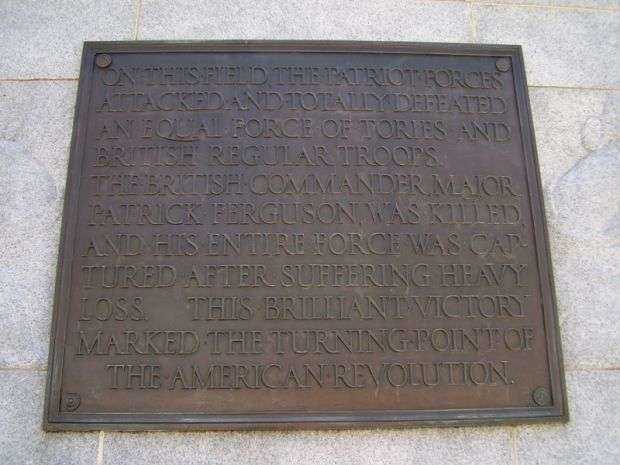 ON·THIS·FIELD THE PATRIOT·FORCES
ATTACKED·AND·TOTALLY·DEFEATED
AN EQUAL FORCE OF TORIES AND
BRITISH REGULAR TROOPS.
THE·BRITISH·COMMANDER, MAJOR
PATRICK FERGUSON, WAS KILLED,
AND·HIS ENTIRE FORCE WAS CAP-
TURED AFTER SUFFERING HEAVY
LOSS. THIS BRILLIANT·VICTORY
MARKED·THE TURNING·POINT OF
THE·AMERICAN·REVOLUTION.